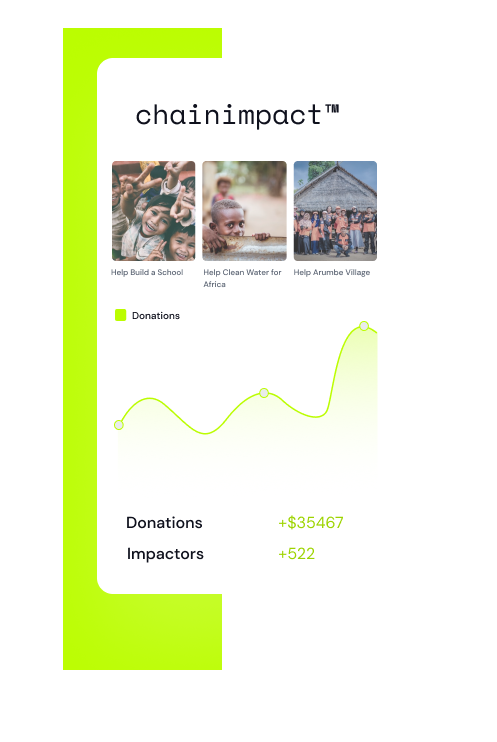 chainimpact™
Help Build a School
Help Clean Water for
Africa
Help Arumbe Village
Donations
Donations +$35467
Impactors +522